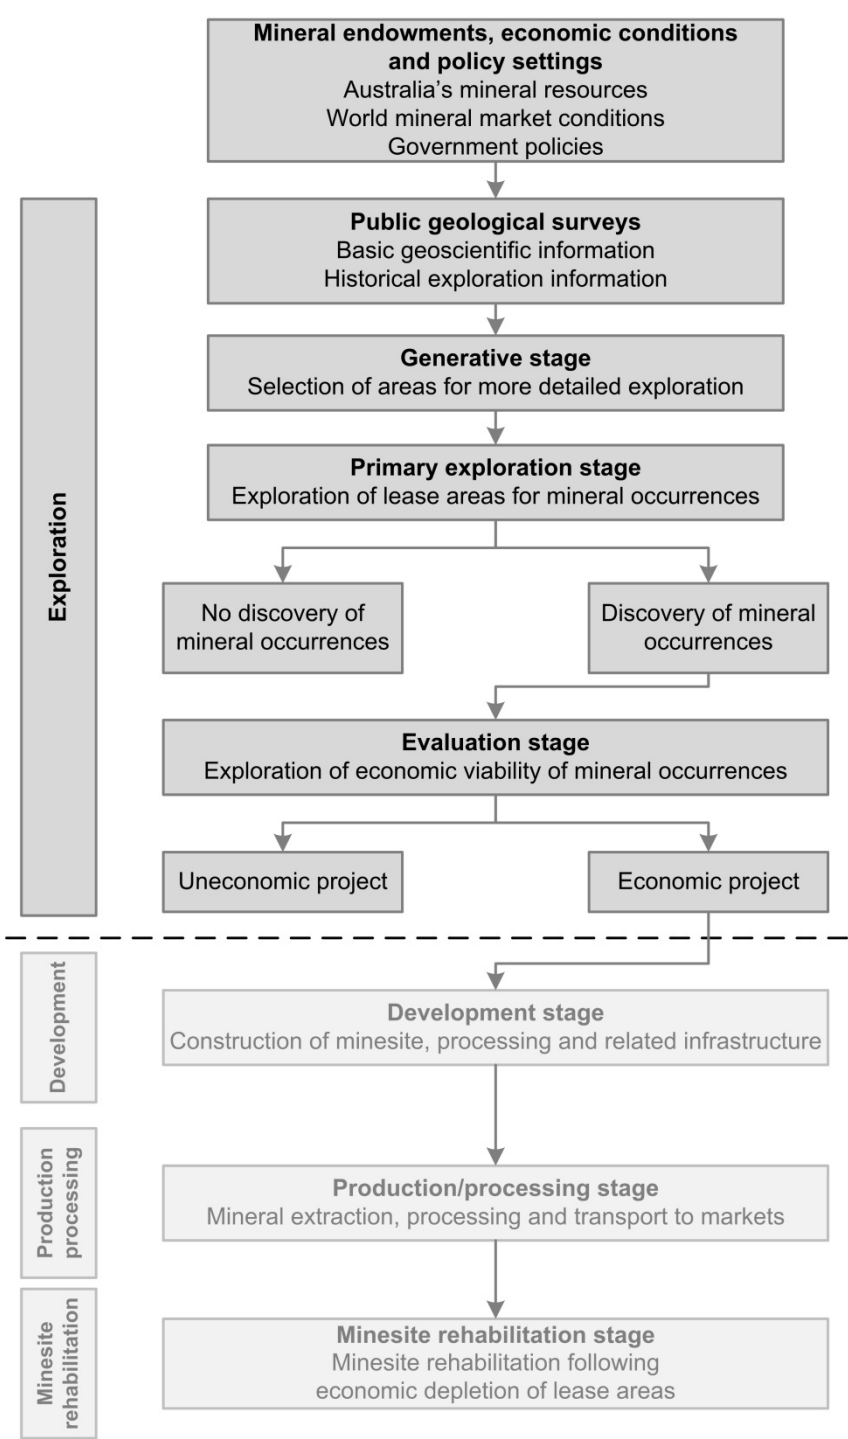 Mineral endowments, economic conditions
and policy settings
Australia’s mineral resources
World mineral market conditions
Government policies
Exploration
Public geological surveys
Basic geoscientific information
Historical exploration information
Generative stage
Selection of areas for more detailed exploration
Primary exploration stage
Exploration of lease areas for mineral occurrences
No discovery of
mineral occurrences
Discovery of mineral
occurrences
Evaluation stage
Exploration of economic viability of mineral occurrences
Uneconomic project
Economic project
Development
Development stage
Construction of minesite, processing and related infrastructure
Production
processing
Production/processing stage
Mineral extraction, processing and transport to markets
Minesite
rehabilitation
Minesite rehabilitation stage
Minesite rehabilitation following
economic depletion of lease areas